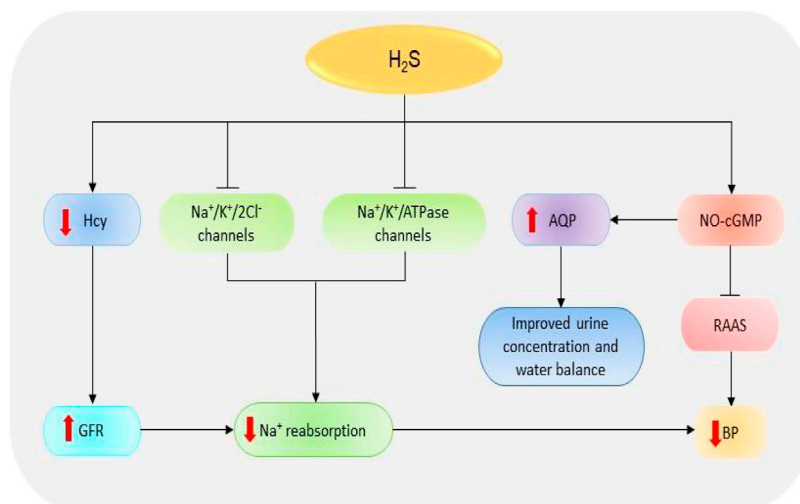 H₂S
Hcy
Na⁺/K⁺/2Cl⁻
channels
Na⁺/K⁺/ATPase
channels
AQP
NO-cGMP
Improved urine
concentration and
water balance
RAAS
GFR
Na⁺ reabsorption
BP